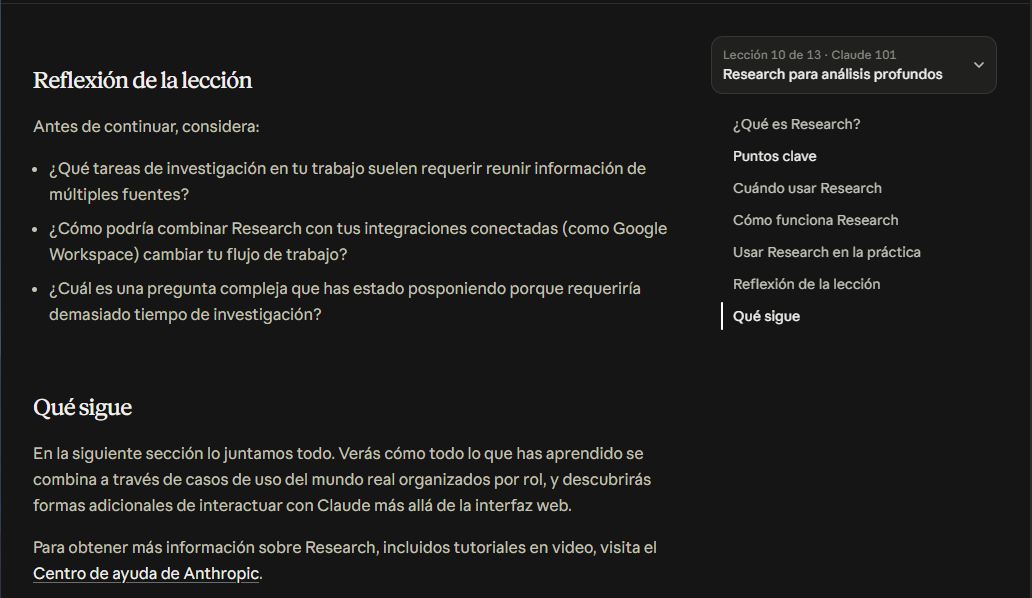 Reflexión de la lección
Antes de continuar, considera:
• ¿Qué tareas de investigación en tu trabajo suelen requerir reunir información de
múltiples fuentes?
• ¿Cómo podría combinar Research con tus integraciones conectadas (como Google
Workspace) cambiar tu flujo de trabajo?
• ¿Cuál es una pregunta compleja que has estado posponiendo porque requeriría
demasiado tiempo de investigación?
Qué sigue
En la siguiente sección lo juntamos todo. Verás cómo todo lo que has aprendido se
combina a través de casos de uso del mundo real organizados por rol, y descubrirás
formas adicionales de interactuar con Claude más allá de la interfaz web.
Para obtener más información sobre Research, incluidos tutoriales en video, visita el
Centro de ayuda de Anthropic.
Lección 10 de 13 · Claude 101
Research para análisis profundos
¿Qué es Research?
Puntos clave
Cuándo usar Research
Cómo funciona Research
Usar Research en la práctica
Reflexión de la lección
Qué sigue